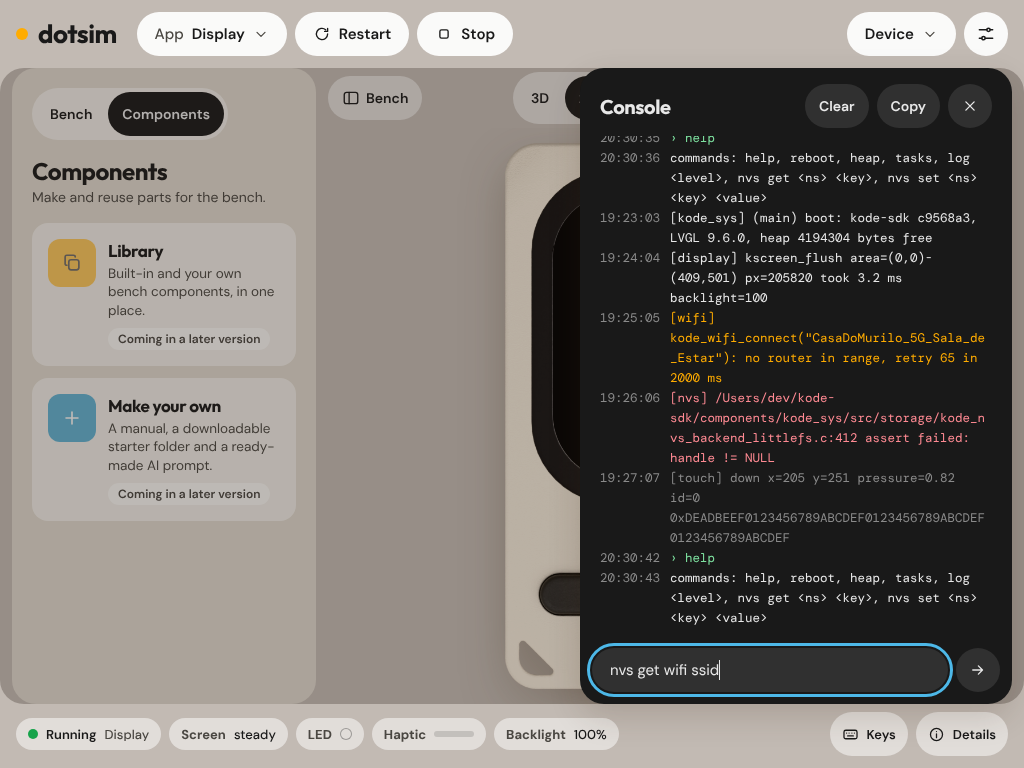 dotsim
App Display
Restart
Stop
Device
Bench
Components
Components
Make and reuse parts for the bench.
Library
Built-in and your own
bench components, in one
place.
Coming in a later version
Make your own
A manual, a downloadable
starter folder and a ready-
made AI prompt.
Coming in a later version
Bench
3D
Console
Clear
Copy
20:30:35 › help
20:30:36 commands: help, reboot, heap, tasks, log
<level>, nvs get <ns> <key>, nvs set <ns>
<key> <value>
19:23:03 [kode_sys] (main) boot: kode-sdk c9568a3,
LVGL 9.6.0, heap 4194304 bytes free
19:24:04 [display] kscreen_flush area=(0,0)-
(409,501) px=205820 took 3.2 ms
backlight=100
19:25:05 [wifi]
kode_wifi_connect("CasaDoMurilo_5G_Sala_de
_Estar"): no router in range, retry 65 in
2000 ms
19:26:06 [nvs] /Users/dev/kode-
sdk/components/kode_sys/src/storage/kode_n
vs_backend_littlefs.c:412 assert failed:
handle != NULL
19:27:07 [touch] down x=205 y=251 pressure=0.82
id=0
0xDEADBEEF0123456789ABCDEF0123456789ABCDEF
0123456789ABCDEF
20:30:42 › help
20:30:43 commands: help, reboot, heap, tasks, log
<level>, nvs get <ns> <key>, nvs set <ns>
<key> <value>
nvs get wifi ssid
Running Display
Screen steady
LED
Haptic
Backlight 100%
Keys
Details